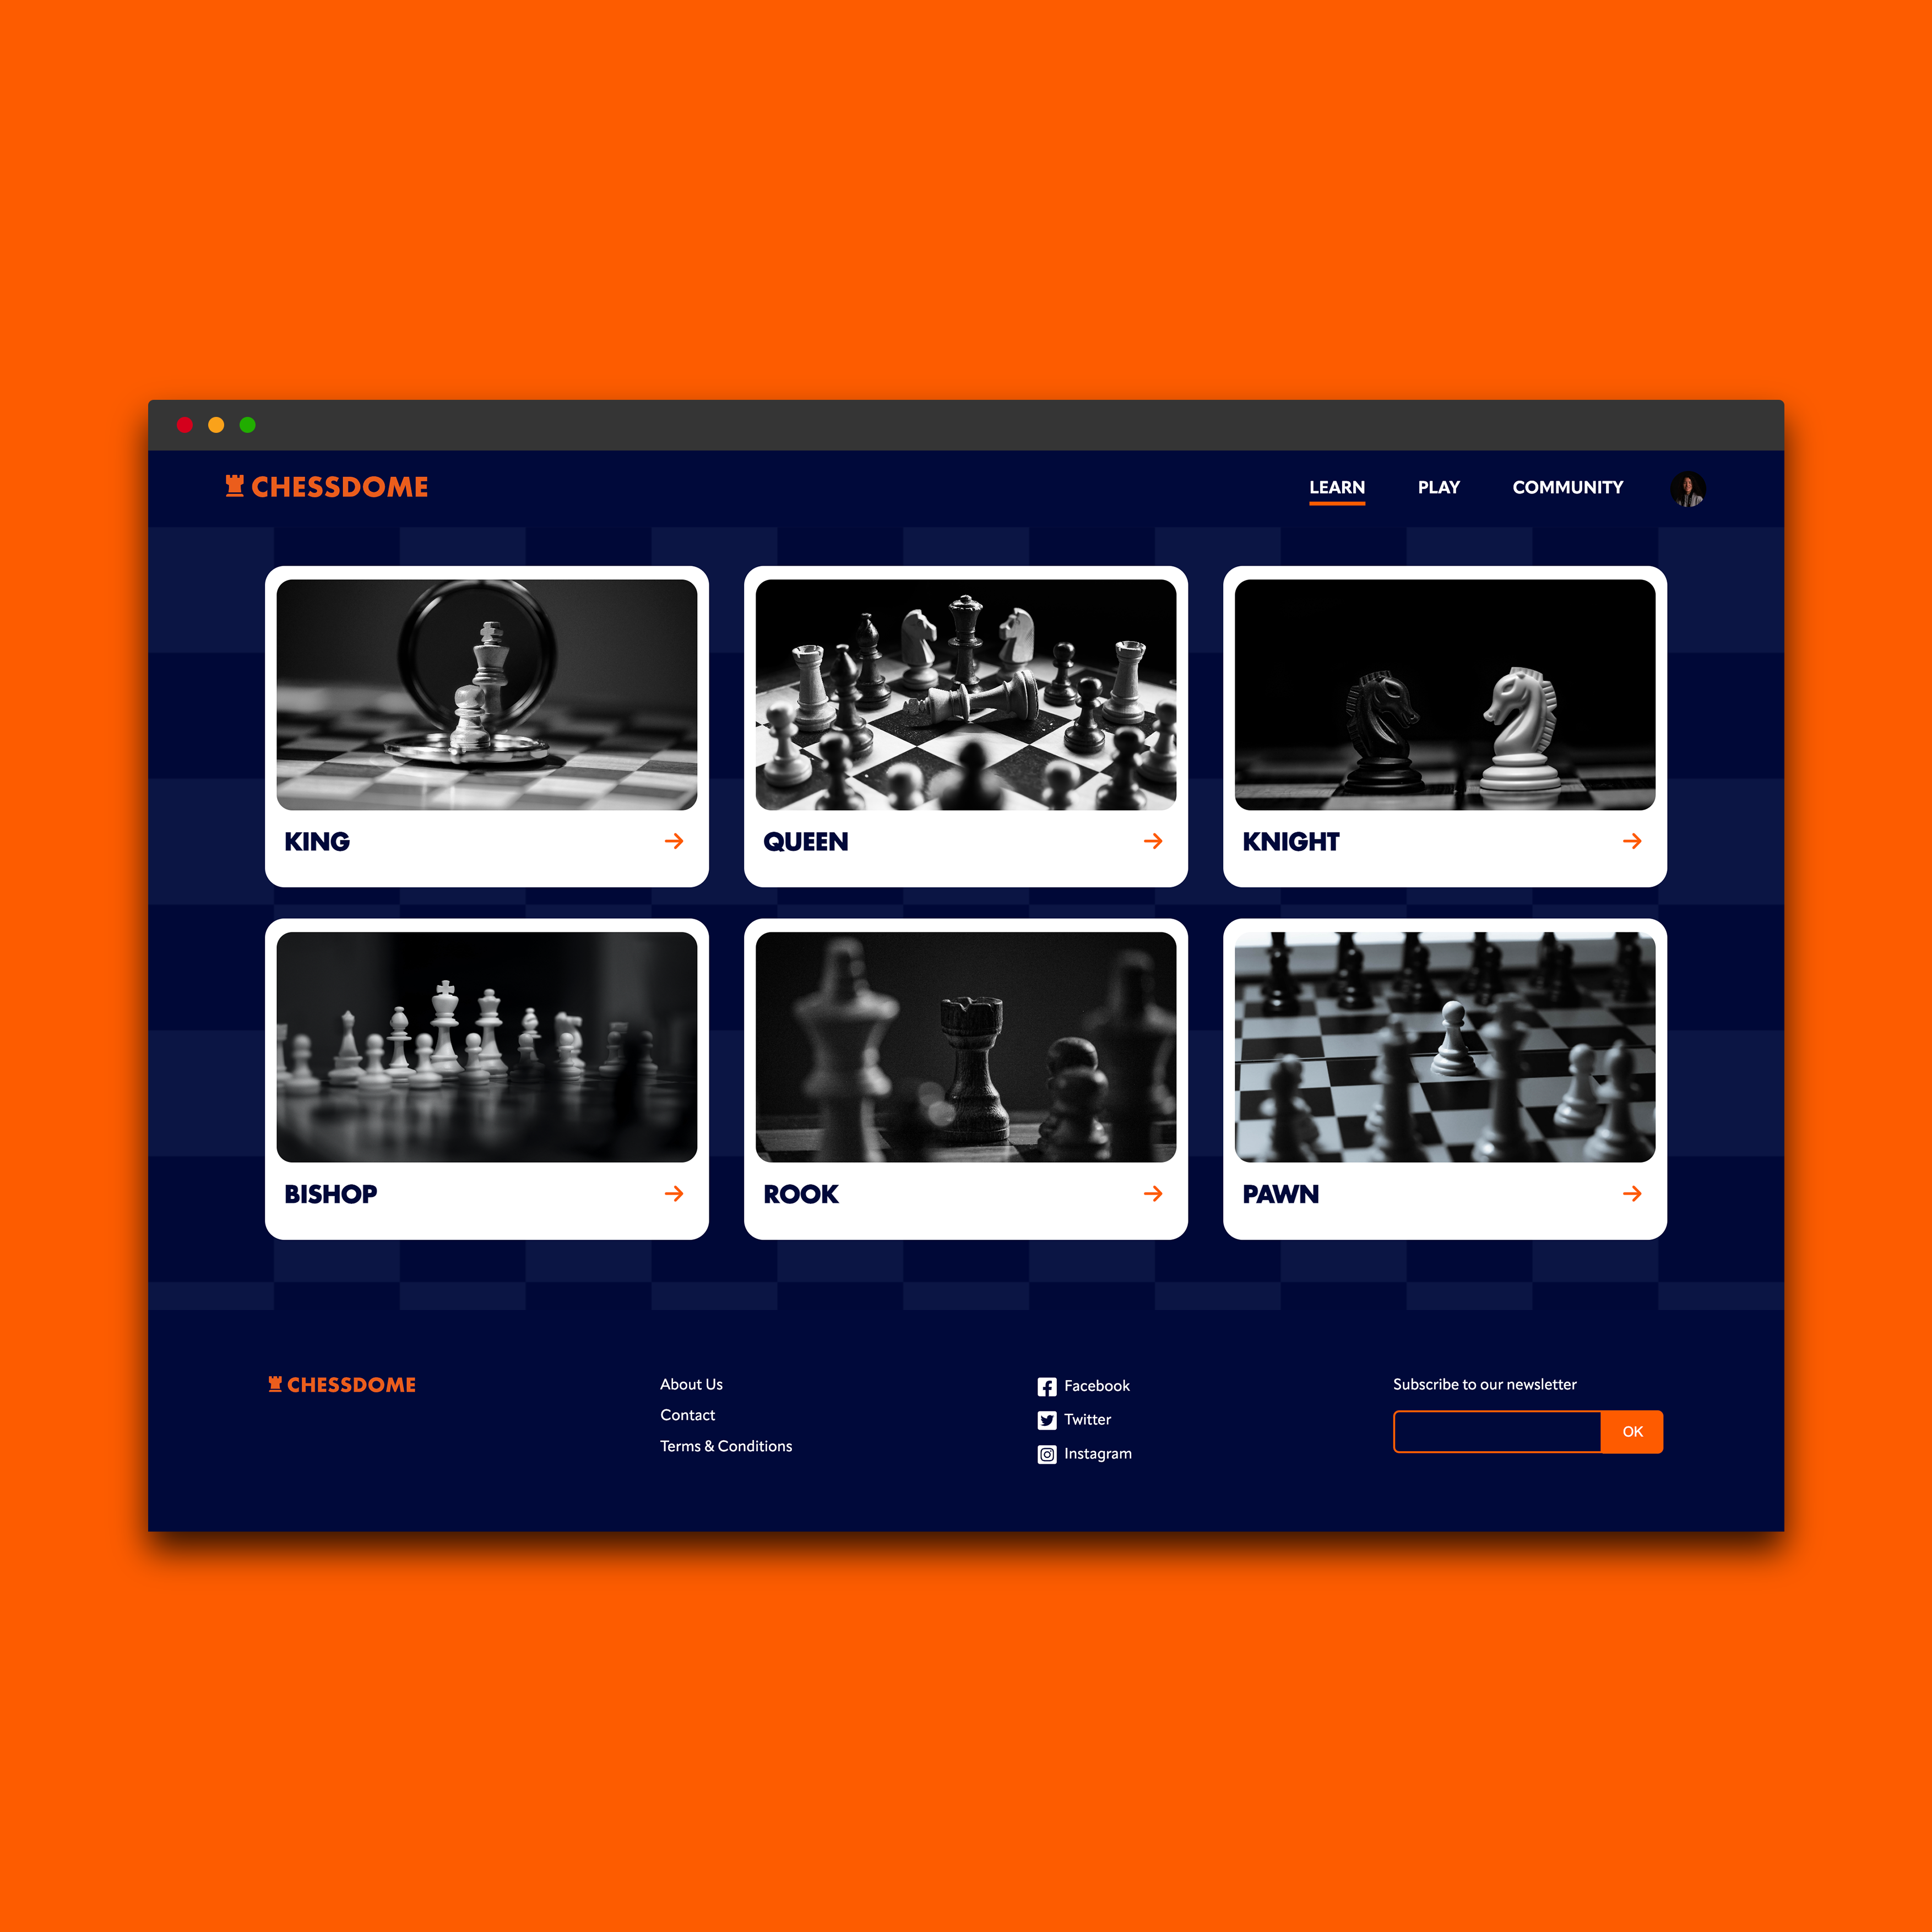 CHESSDOME
LEARN PLAY COMMUNITY
KING QUEEN KNIGHT
BISHOP ROOK PAWN
CHESSDOME
About Us
Contact
Terms & Conditions
Facebook
Twitter
Instagram
Subscribe to our newsletter
OK